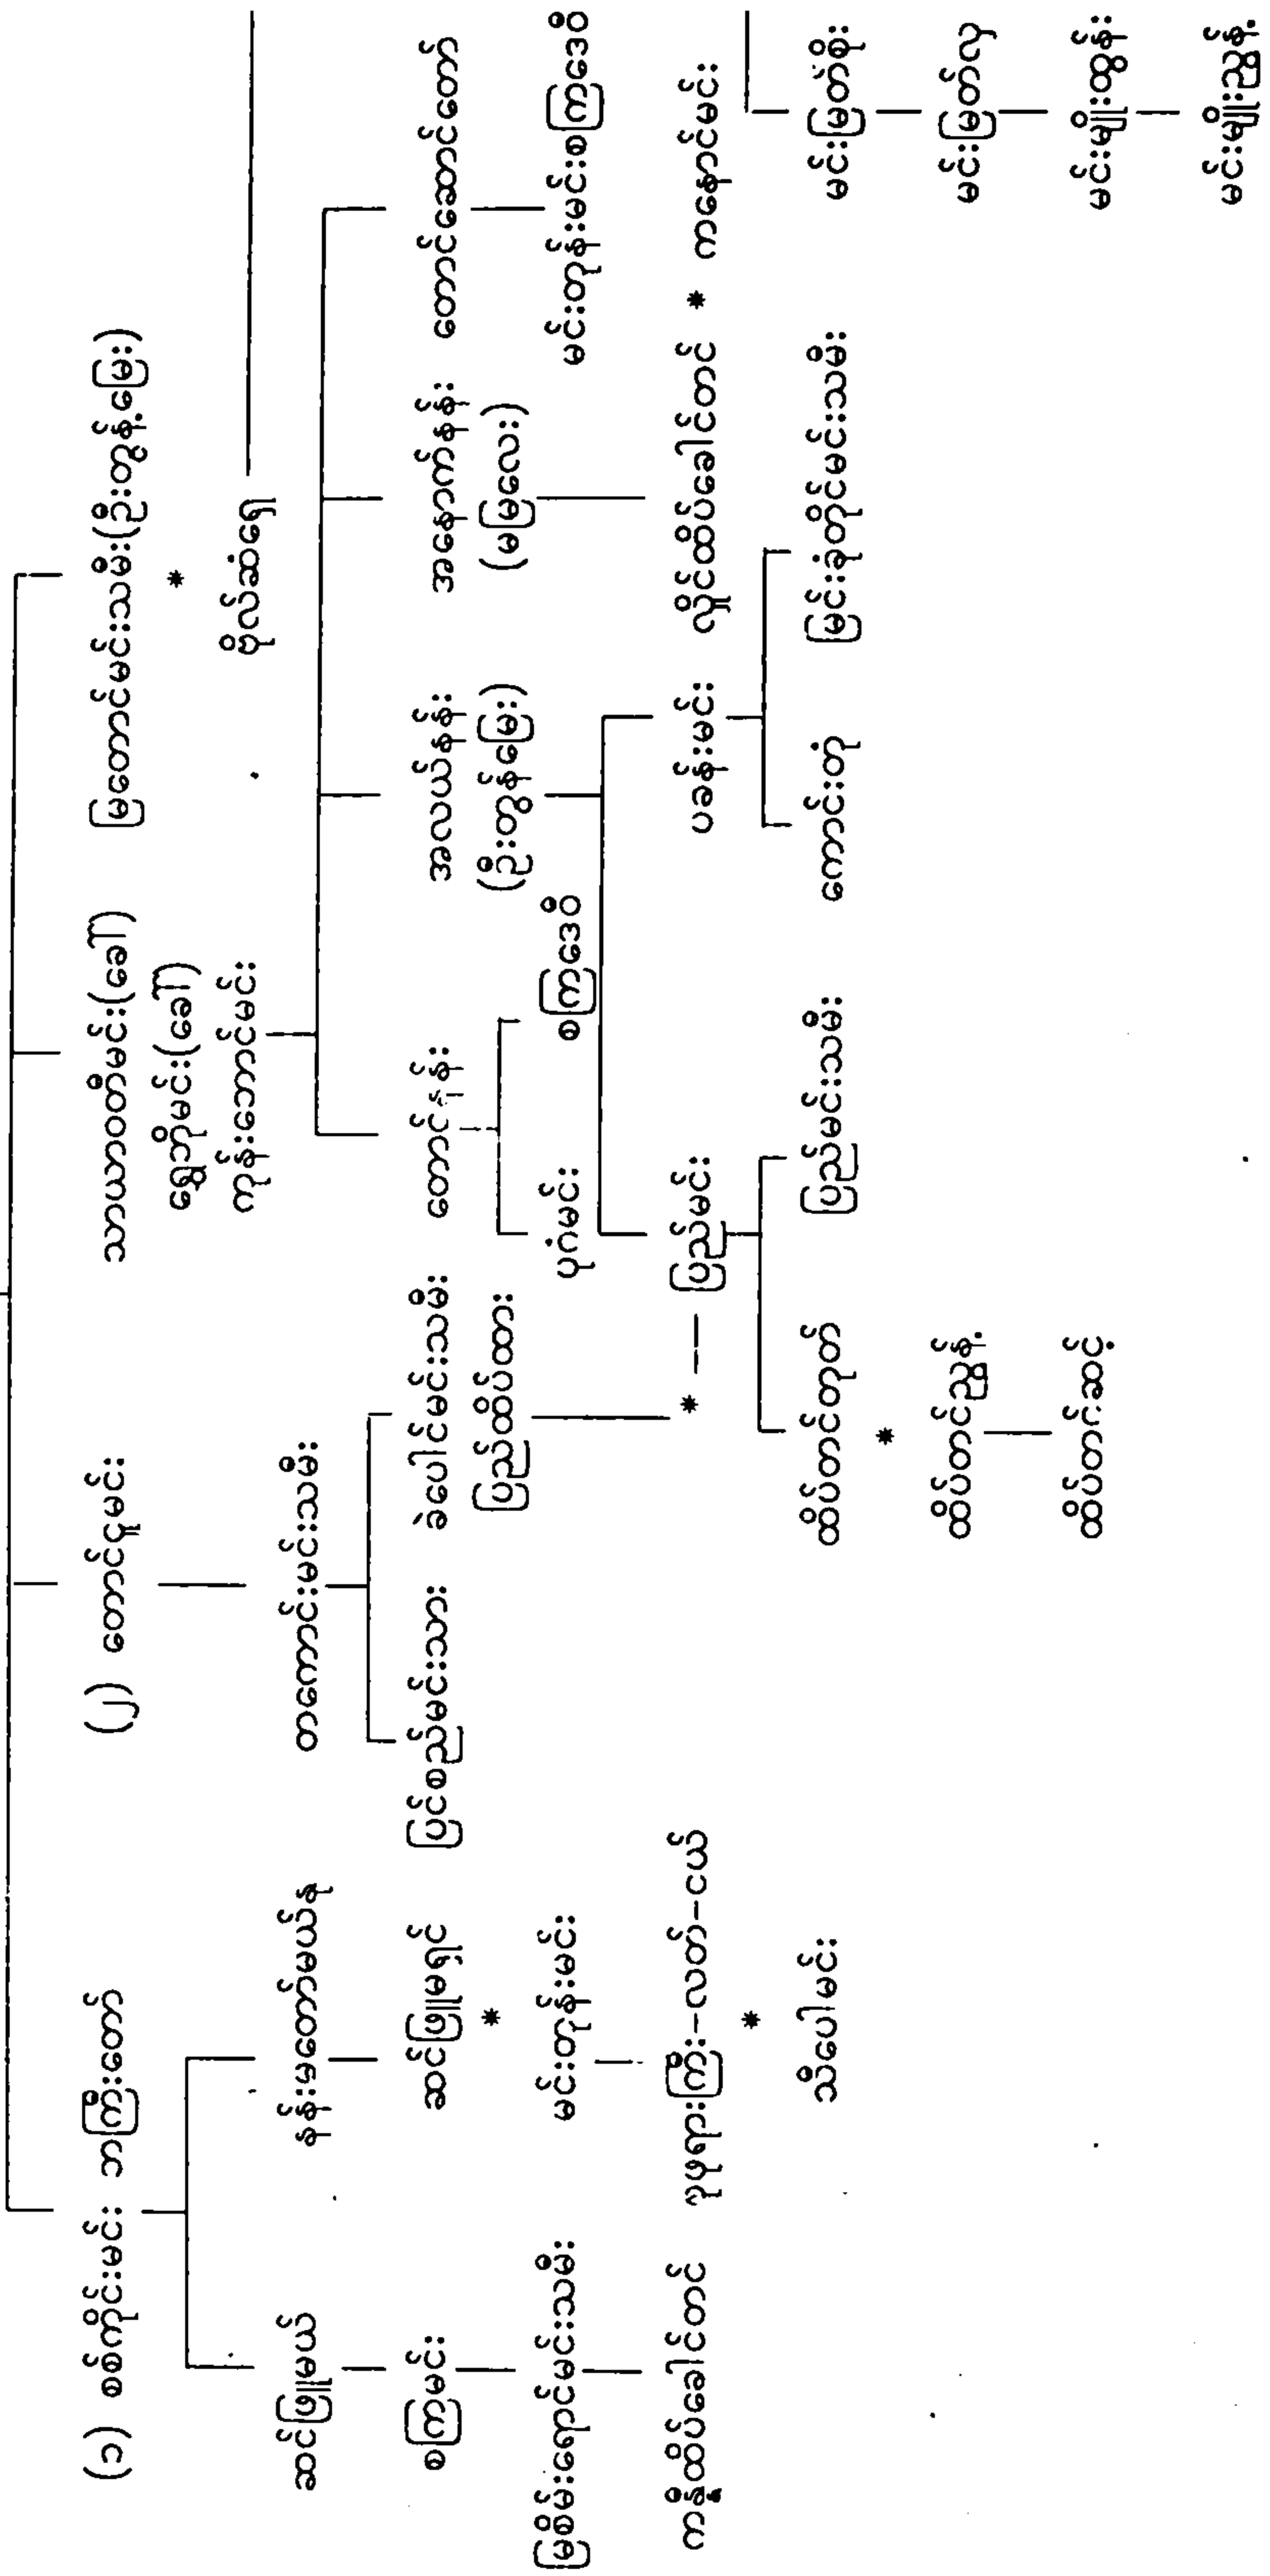 (၁) စစ်ကိုင်းမင်း ဘကြီးတော် (၂) တောင်ငူမင်း သာယာဝတီမင်း(ခေါ်) မြတောင်မင်းသမီး(ဦးတွန့်မြေး)
ရွှေဘိုမင်း(ခေါ်) *
ကုန်းဘောင်မင်း ဗိုလ်ဆံရှေ
ဆင်ဖြူမယ် နန်းမတော်မယ်နု တကောင်းမင်းသမီး
စကြာမင်း ဆင်ဖြူမရှင် ပြင်စည်မင်းသား ခဲပေါင်မင်းသမီး တောင်နန်း အလယ်နန်း အနောက်နန်း တောင်ဆောင်တော်
* ပြည်ထိပ်ထား (ဦးတွန့်မြေး) (မမြလေး)
မြစိမ်းရောင်မင်းသမီး မင်းတုန်းမင်း ပုဂံမင်း စကြာဒေဝီ မင်းတုန်းမင်းစကြာဒေဝီ
ကနီထိပ်ခေါင်တင် စုဖုရားကြီး-လတ်-ငယ် * — ပြည်မင်း ပခန်းမင်း လှိုင်ထိပ်ခေါင်တင် * ကနောင်မင်း
*
သီပေါမင်း ထိပ်တင်တုတ် ပြည်မင်းသမီး ကောင်းတုံ မြင်းခုံတိုင်မင်းသမီး မင်းမြတ်စိုး
*
ထိပ်တင်ညွန့် မင်းမြတ်လှ
ထိပ်တင်ဆင့် မင်းမျိုးထွန်း
မင်းမျိုးညွန့်